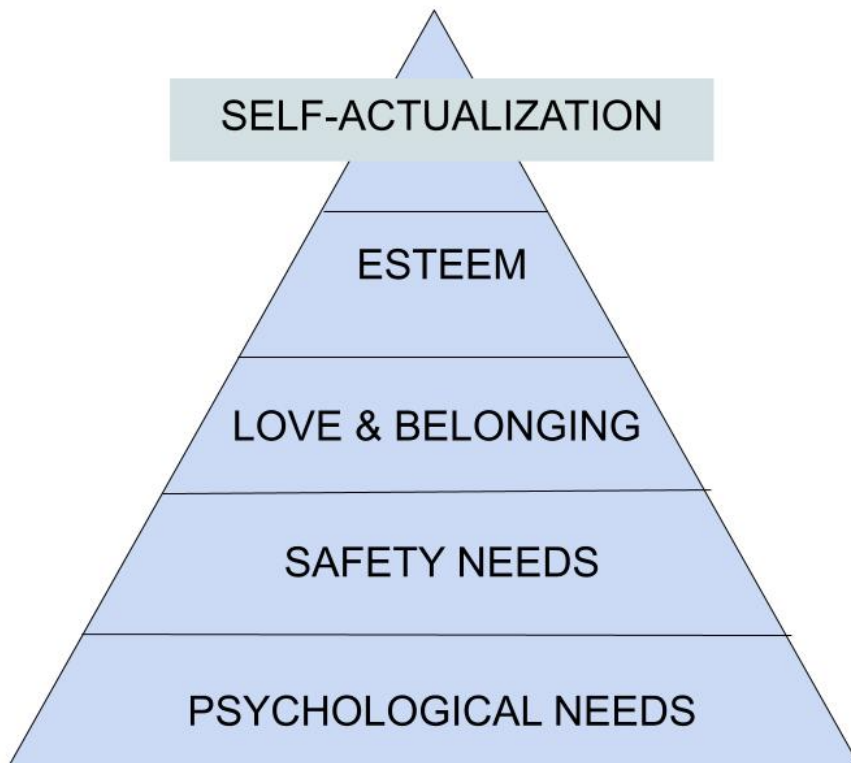 SELF-ACTUALIZATION
ESTEEM
LOVE & BELONGING
SAFETY NEEDS
PSYCHOLOGICAL NEEDS